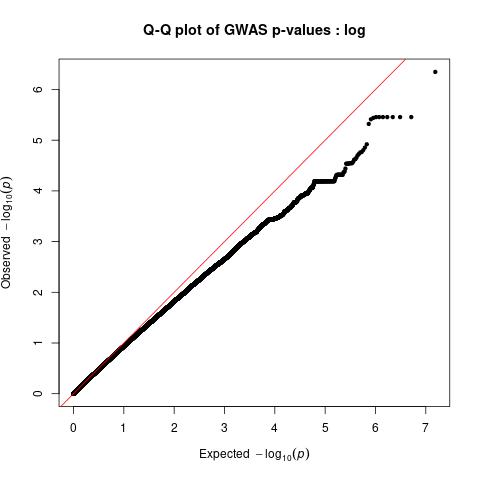 Q-Q plot of GWAS p-values : log
Observed −log₁₀(p)
6
5
4
3
2
1
0
0 1 2 3 4 5 6 7
Expected −log₁₀(p)